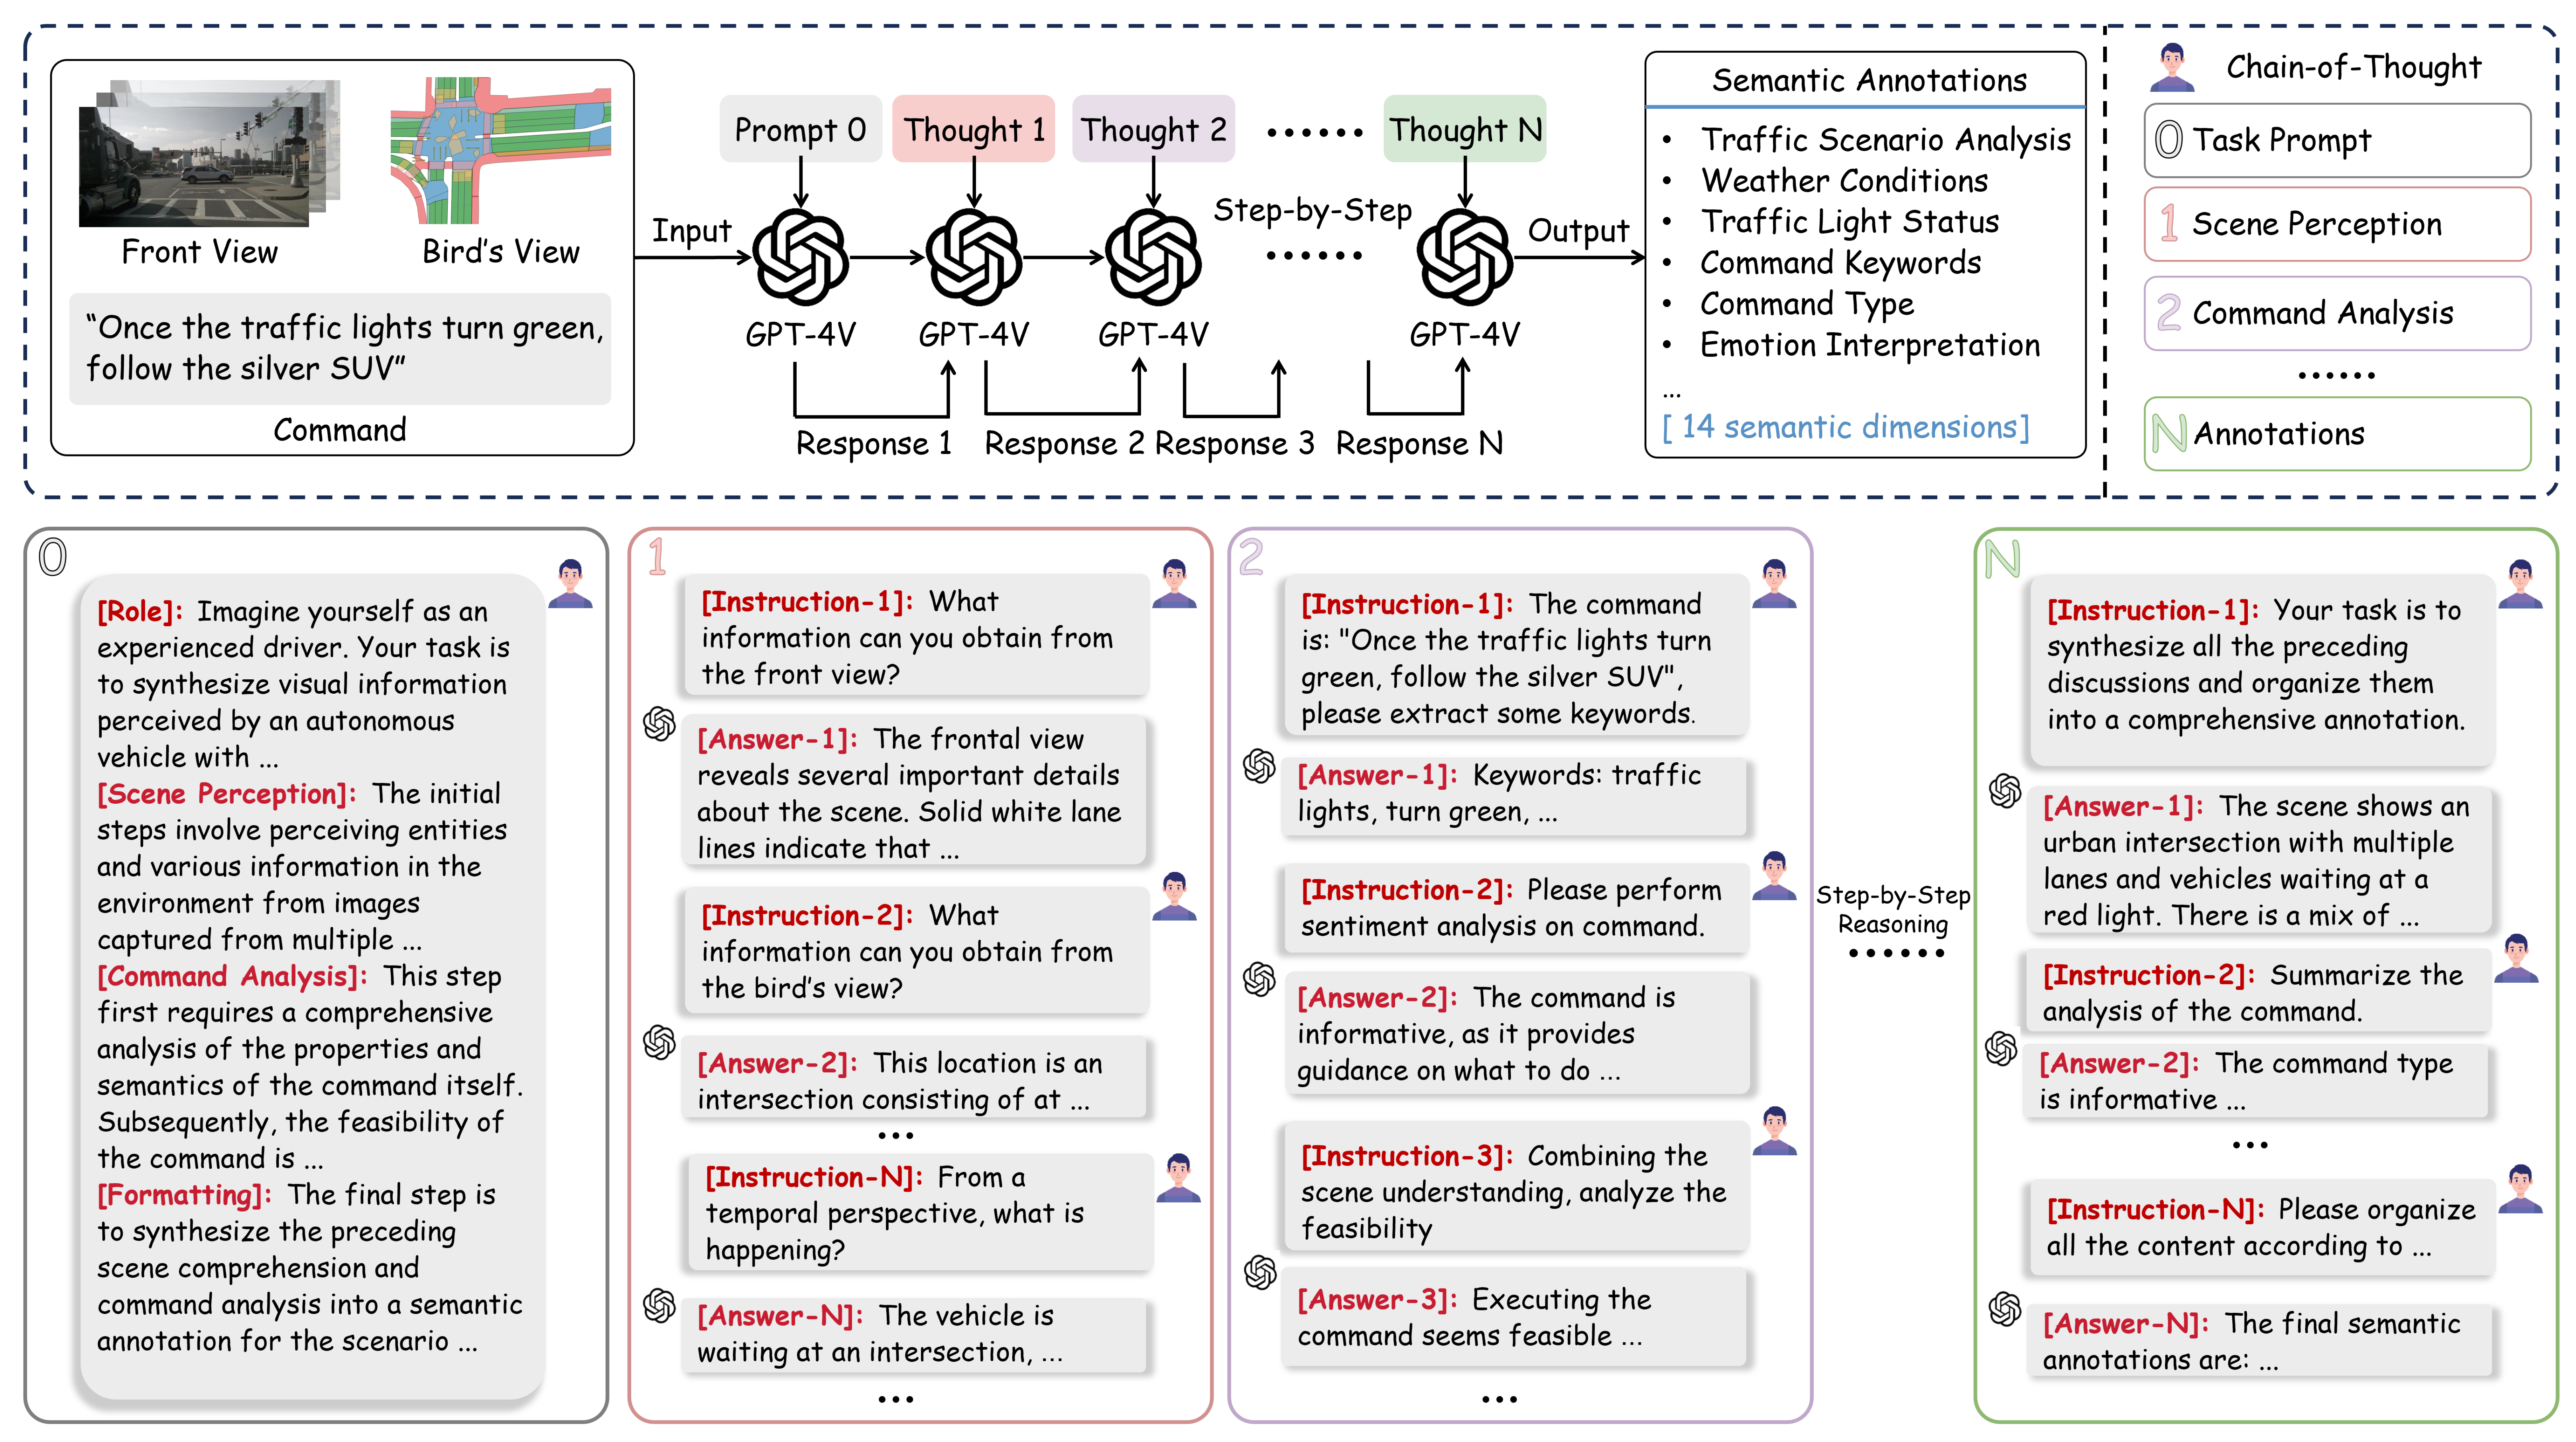 Front View
Bird's View
“Once the traffic lights turn green,
follow the silver SUV”
Command
Input
Prompt 0
Thought 1
Thought 2
......
Thought N
Step-by-Step
......
GPT-4V
GPT-4V
GPT-4V
GPT-4V
Response 1
Response 2
Response 3
Response N
Output
Semantic Annotations
• Traffic Scenario Analysis
• Weather Conditions
• Traffic Light Status
• Command Keywords
• Command Type
• Emotion Interpretation
...
[ 14 semantic dimensions]
Chain-of-Thought
0 Task Prompt
1 Scene Perception
2 Command Analysis
......
N Annotations
0
[Role]: Imagine yourself as an
experienced driver. Your task is
to synthesize visual information
perceived by an autonomous
vehicle with ...
[Scene Perception]: The initial
steps involve perceiving entities
and various information in the
environment from images
captured from multiple ...
[Command Analysis]: This step
first requires a comprehensive
analysis of the properties and
semantics of the command itself.
Subsequently, the feasibility of
the command is ...
[Formatting]: The final step is
to synthesize the preceding
scene comprehension and
command analysis into a semantic
annotation for the scenario ...
1
[Instruction-1]: What
information can you obtain from
the front view?
[Answer-1]: The frontal view
reveals several important details
about the scene. Solid white lane
lines indicate that ...
[Instruction-2]: What
information can you obtain from
the bird's view?
[Answer-2]: This location is an
intersection consisting of at ...
...
[Instruction-N]: From a
temporal perspective, what is
happening?
[Answer-N]: The vehicle is
waiting at an intersection, ...
...
2
[Instruction-1]: The command
is: "Once the traffic lights turn
green, follow the silver SUV",
please extract some keywords.
[Answer-1]: Keywords: traffic
lights, turn green, ...
[Instruction-2]: Please perform
sentiment analysis on command.
[Answer-2]: The command is
informative, as it provides
guidance on what to do ...
[Instruction-3]: Combining the
scene understanding, analyze the
feasibility
[Answer-3]: Executing the
command seems feasible ...
...
Step-by-Step
Reasoning
......
N
[Instruction-1]: Your task is to
synthesize all the preceding
discussions and organize them
into a comprehensive annotation.
[Answer-1]: The scene shows an
urban intersection with multiple
lanes and vehicles waiting at a
red light. There is a mix of ...
[Instruction-2]: Summarize the
analysis of the command.
[Answer-2]: The command type
is informative ...
...
[Instruction-N]: Please organize
all the content according to ...
[Answer-N]: The final semantic
annotations are: ...